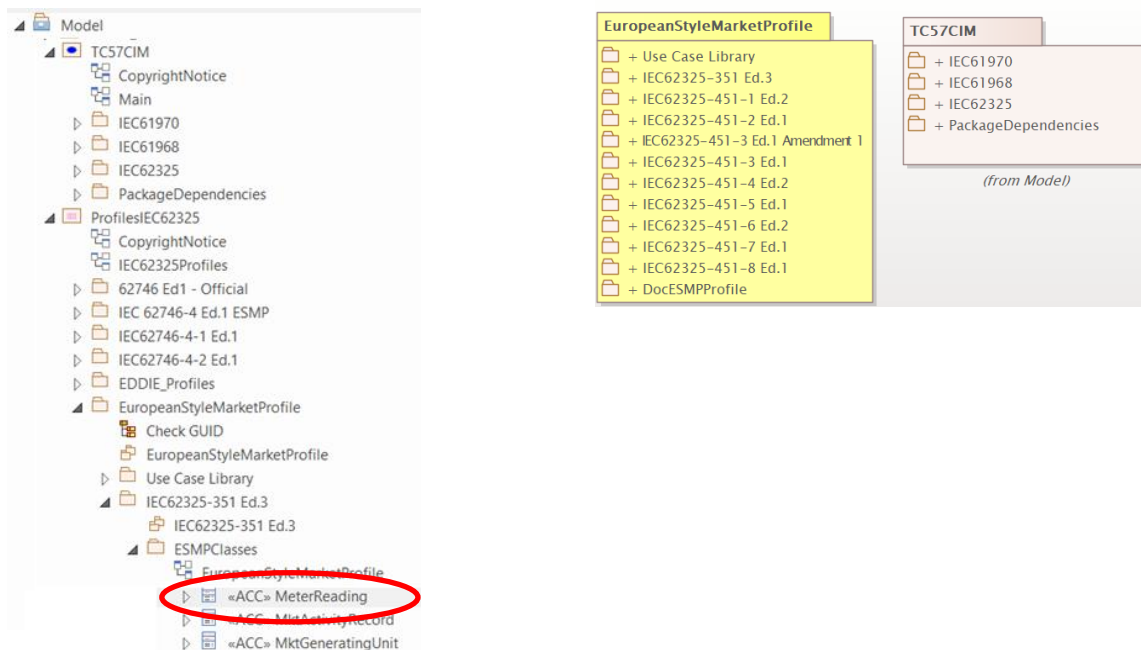 Model
TC57CIM
CopyrightNotice
Main
IEC61970
IEC61968
IEC62325
PackageDependencies
ProfilesIEC62325
CopyrightNotice
IEC62325Profiles
62746 Ed1 - Official
IEC 62746-4 Ed.1 ESMP
IEC62746-4-1 Ed.1
IEC62746-4-2 Ed.1
EDDIE_Profiles
EuropeanStyleMarketProfile
Check GUID
EuropeanStyleMarketProfile
Use Case Library
IEC62325-351 Ed.3
IEC62325-351 Ed.3
ESMPClasses
EuropeanStyleMarketProfile
«ACC» MeterReading
«ACC» MktActivityRecord
«ACC» MktGeneratingUnit
EuropeanStyleMarketProfile
+ Use Case Library
+ IEC62325-351 Ed.3
+ IEC62325-451-1 Ed.2
+ IEC62325-451-2 Ed.1
+ IEC62325-451-3 Ed.1 Amendment 1
+ IEC62325-451-3 Ed.1
+ IEC62325-451-4 Ed.2
+ IEC62325-451-5 Ed.1
+ IEC62325-451-6 Ed.2
+ IEC62325-451-7 Ed.1
+ IEC62325-451-8 Ed.1
+ DocESMPProfile
TC57CIM
+ IEC61970
+ IEC61968
+ IEC62325
+ PackageDependencies
(from Model)